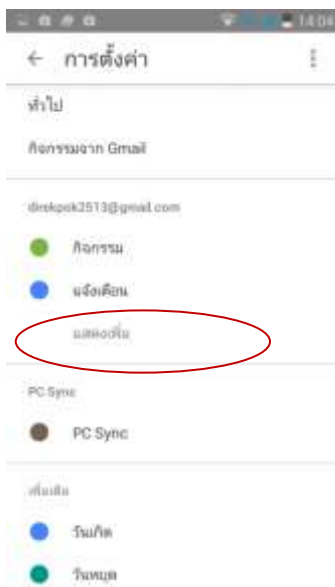 14:04
การตั้งค่า
ทั่วไป
กิจกรรมจาก Gmail
direkpok2513@gmail.com
กิจกรรม
แจ้งเตือน
แสดงเพิ่ม
PC Sync
PC Sync
เพิ่มเติม
วันเกิด
วันหยุด